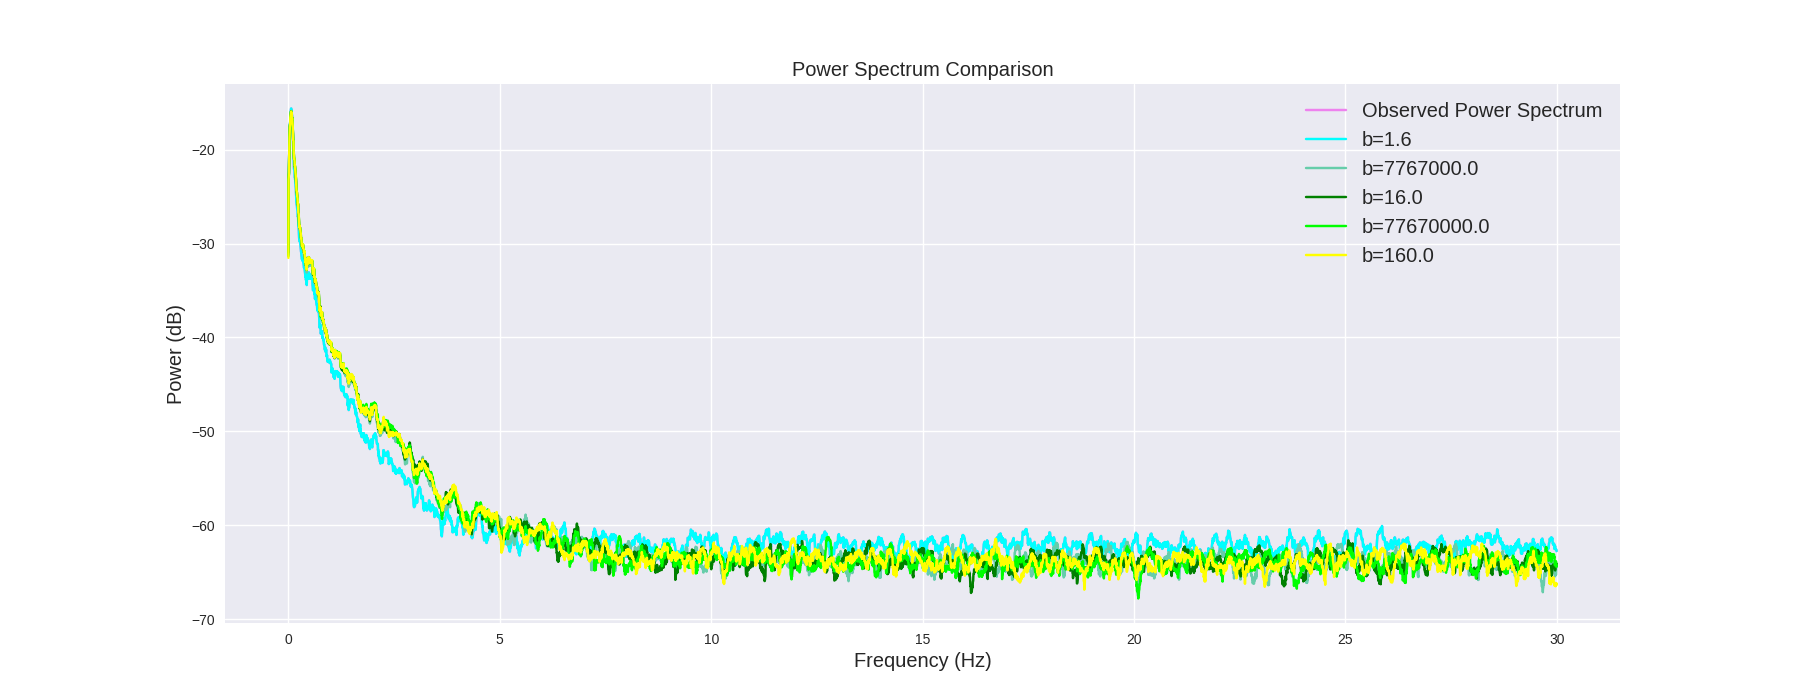 Power Spectrum Comparison
Observed Power Spectrum
b=1.6
b=7767000.0
b=16.0
b=77670000.0
b=160.0
−20
−30
−40
−50
−60
−70
Power (dB)
0 5 10 15 20 25 30
Frequency (Hz)